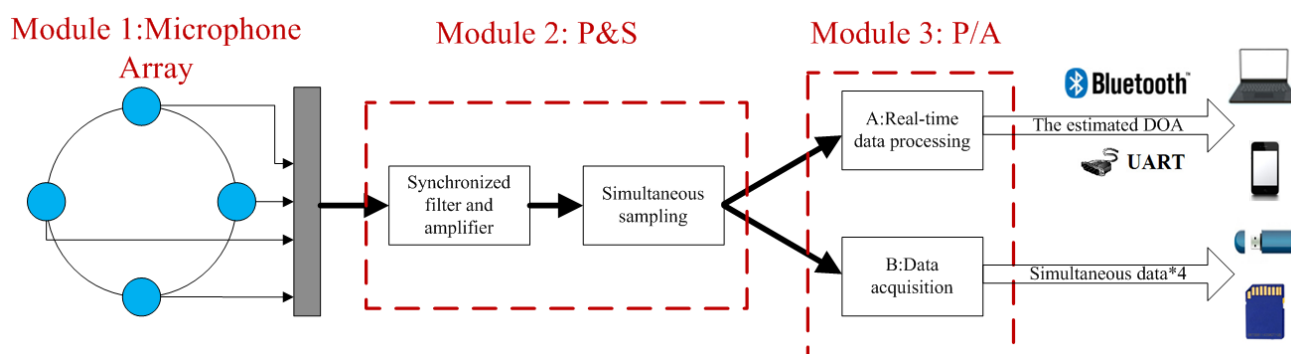 Module 1:Microphone
Array
Module 2: P&S
Module 3: P/A
Synchronized
filter and
amplifier
Simultaneous
sampling
A:Real-time
data processing
B:Data
acquisition
Bluetooth™
The estimated DOA
UART
Simultaneous data*4